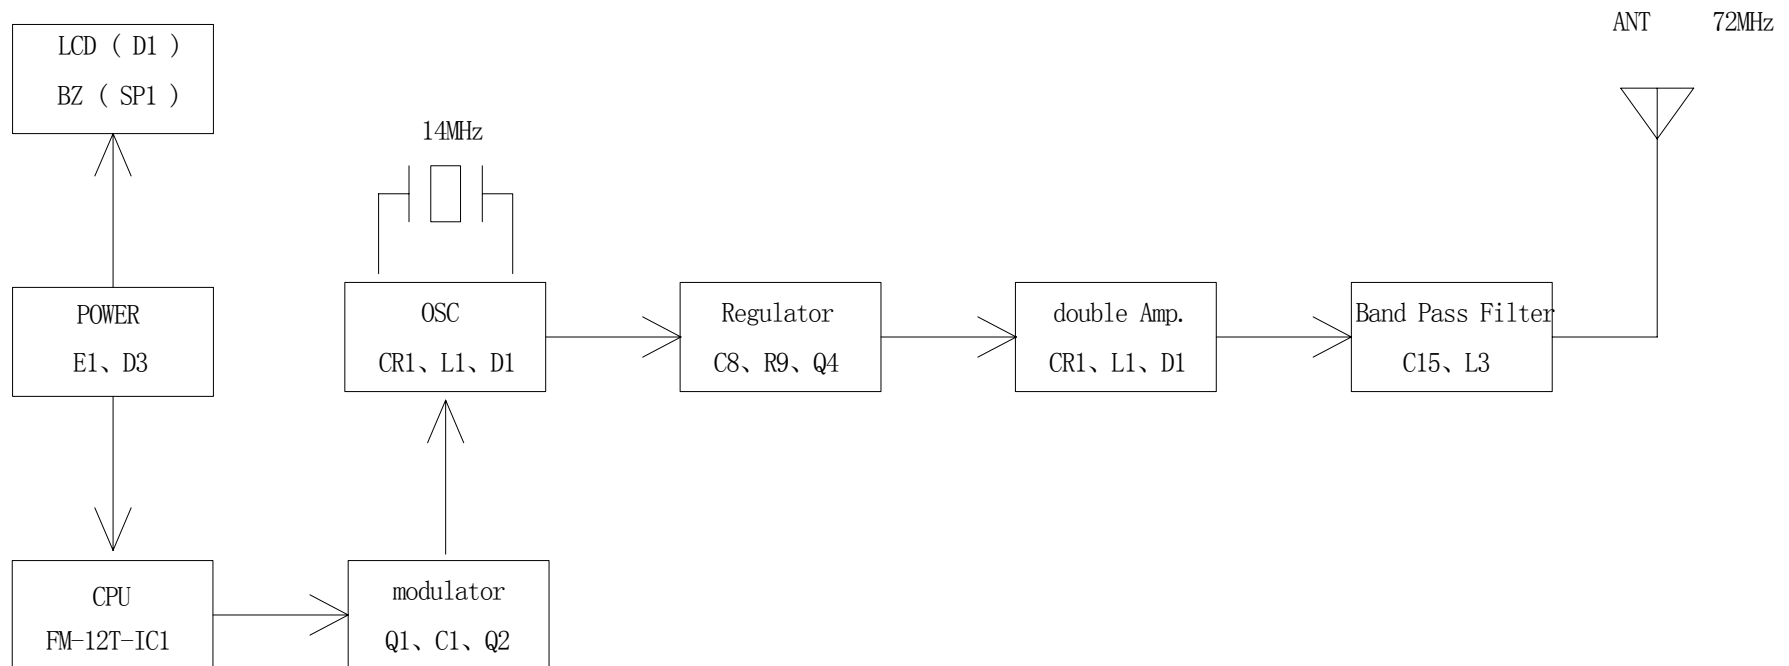 ANT 72MHz
LCD ( D1 )
BZ ( SP1 )
14MHz
POWER
E1、D3
OSC
CR1、L1、D1
Regulator
C8、R9、Q4
double Amp.
CR1、L1、D1
Band Pass Filter
C15、L3
CPU
FM-12T-IC1
modulator
Q1、C1、Q2